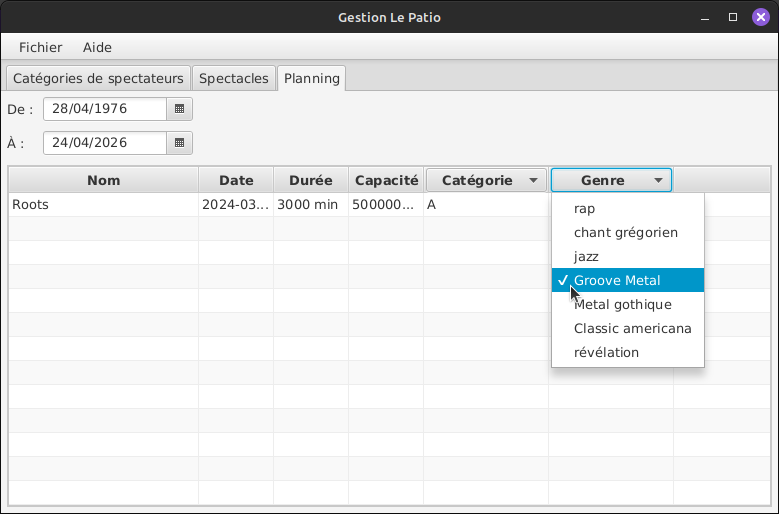 Gestion Le Patio
Fichier Aide
Catégories de spectateurs Spectacles Planning
De : 28/04/1976
À : 24/04/2026
Nom Date Durée Capacité Catégorie Genre
Roots 2024-03... 3000 min 500000... A
rap
chant grégorien
jazz
✓ Groove Metal
Metal gothique
Classic americana
révélation